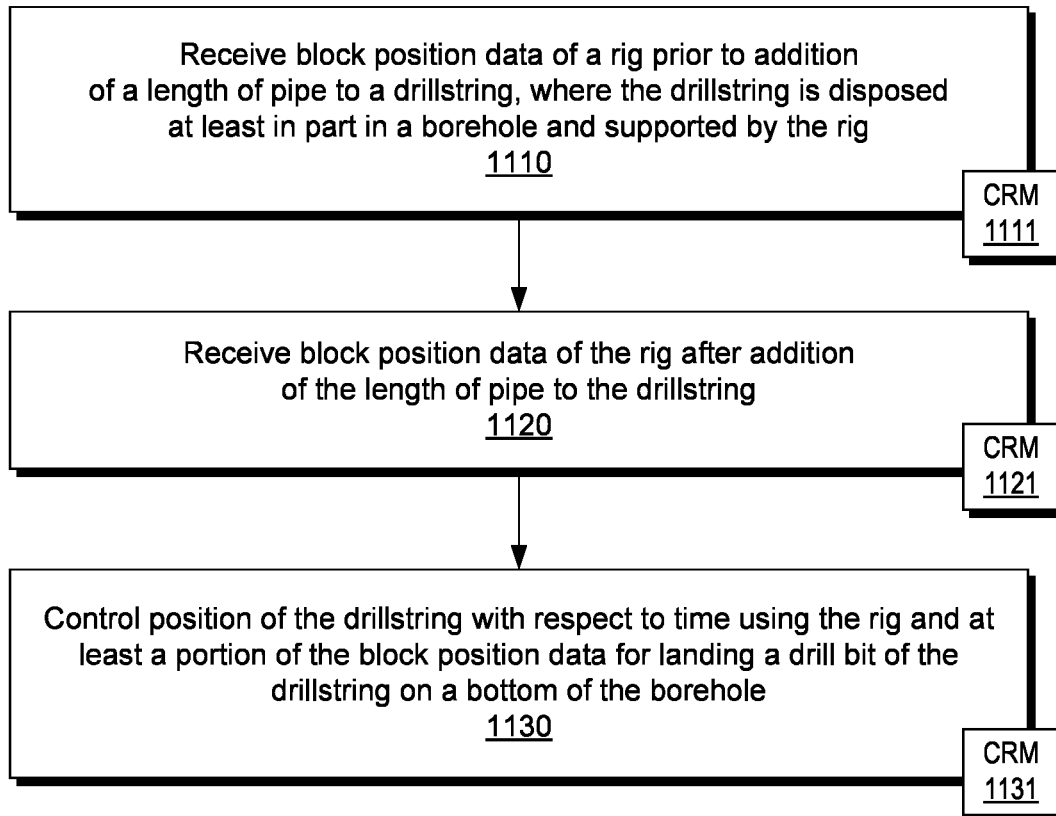 Receive block position data of a rig prior to addition
of a length of pipe to a drillstring, where the drillstring is disposed
at least in part in a borehole and supported by the rig
1110
CRM
1111
Receive block position data of the rig after addition
of the length of pipe to the drillstring
1120
CRM
1121
Control position of the drillstring with respect to time using the rig and at
least a portion of the block position data for landing a drill bit of the
drillstring on a bottom of the borehole
1130
CRM
1131